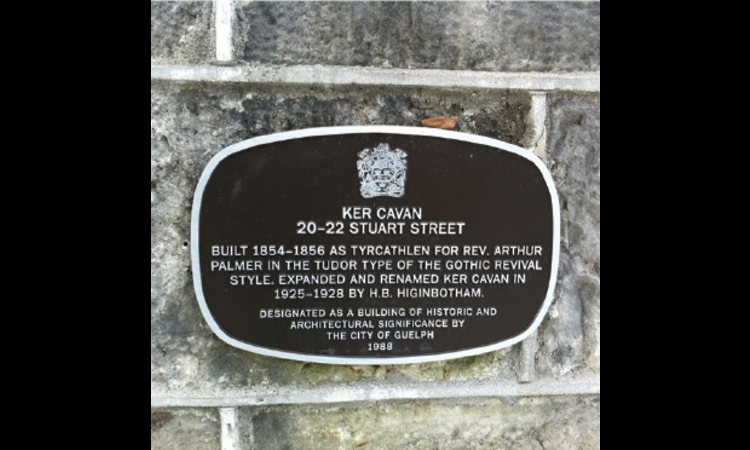 KER CAVAN
20-22 STUART STREET
BUILT 1854-1856 AS TYRCATHLEN FOR REV. ARTHUR
PALMER IN THE TUDOR TYPE OF THE GOTHIC REVIVAL
STYLE. EXPANDED AND RENAMED KER CAVAN IN
1925-1928 BY H.B. HIGINBOTHAM.
DESIGNATED AS A BUILDING OF HISTORIC AND
ARCHITECTURAL SIGNIFICANCE BY
THE CITY OF GUELPH
1988